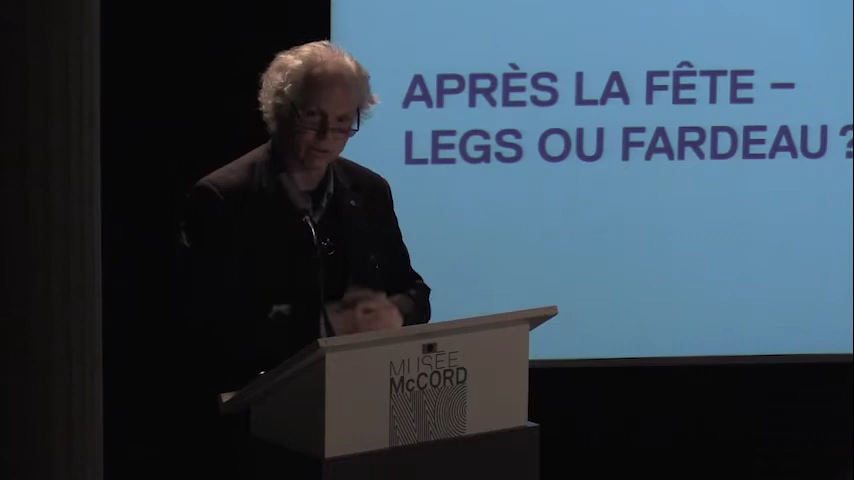 APRÈS LA FÊTE –
LEGS OU FARDEAU ?
MUSÉE
McCORD